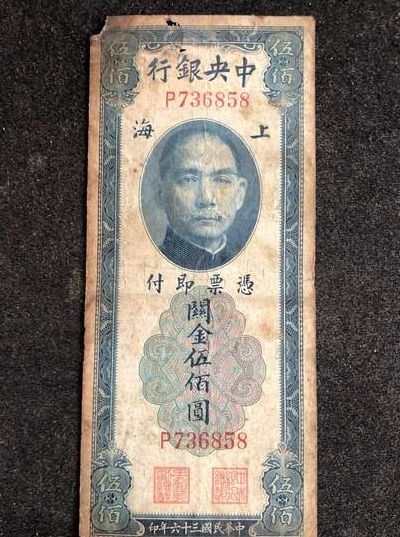 伍佰
伍佰
中央銀行
P736858
上海
憑票即付
關金伍佰圓
P736858
伍佰
伍佰
中華民國三十六年印